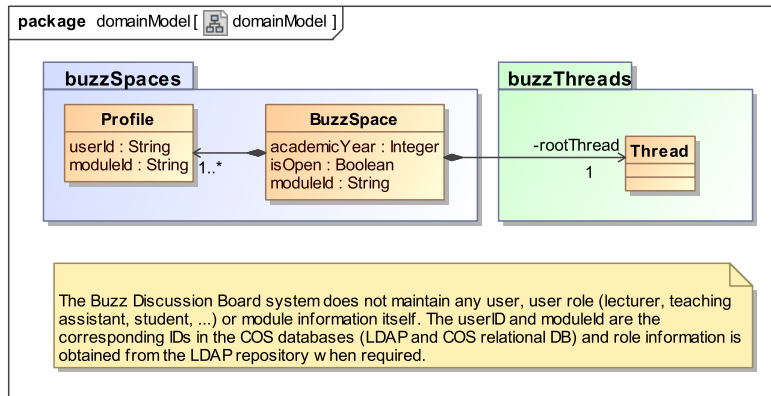 package domainModel [ domainModel ]
buzzSpaces
buzzThreads
Profile
userId : String
moduleId : String
BuzzSpace
academicYear : Integer
isOpen : Boolean
moduleId : String
1..*
-rootThread
1
Thread
The Buzz Discussion Board system does not maintain any user, user role (lecturer, teaching
assistant, student, ...) or module information itself. The userID and moduleId are the
corresponding IDs in the COS databases (LDAP and COS relational DB) and role information is
obtained from the LDAP repository when required.